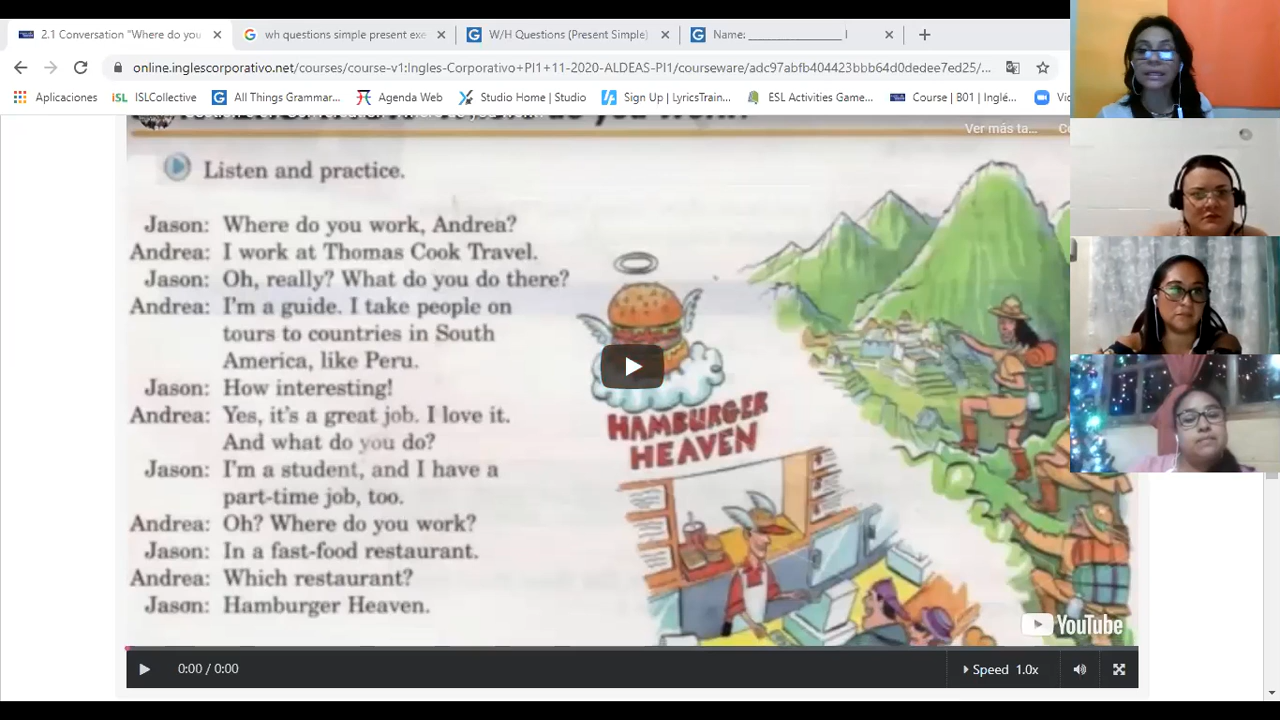 2.1 Conversation "Where do you
wh questions simple present exe
W/H Questions (Present Simple)
Name: _________________ l
online.inglescorporativo.net/courses/course-v1:Ingles-Corporativo+PI1+11-2020-ALDEAS-PI1/courseware/adc97abfb404423bbb64d0dedee7ed25/...
Aplicaciones
iSL ISLCollective
All Things Grammar...
Agenda Web
Studio Home | Studio
Sign Up | LyricsTrain...
ESL Activities Game...
Course | B01 | Inglé...
do you work?
Ver más ta...
Listen and practice.
Jason: Where do you work, Andrea?
Andrea: I work at Thomas Cook Travel.
Jason: Oh, really? What do you do there?
Andrea: I'm a guide. I take people on
tours to countries in South
America, like Peru.
Jason: How interesting!
Andrea: Yes, it's a great job. I love it.
And what do you do?
Jason: I'm a student, and I have a
part-time job, too.
Andrea: Oh? Where do you work?
Jason: In a fast-food restaurant.
Andrea: Which restaurant?
Jason: Hamburger Heaven.
HAMBURGER
HEAVEN
YouTube
0:00 / 0:00
Speed 1.0x